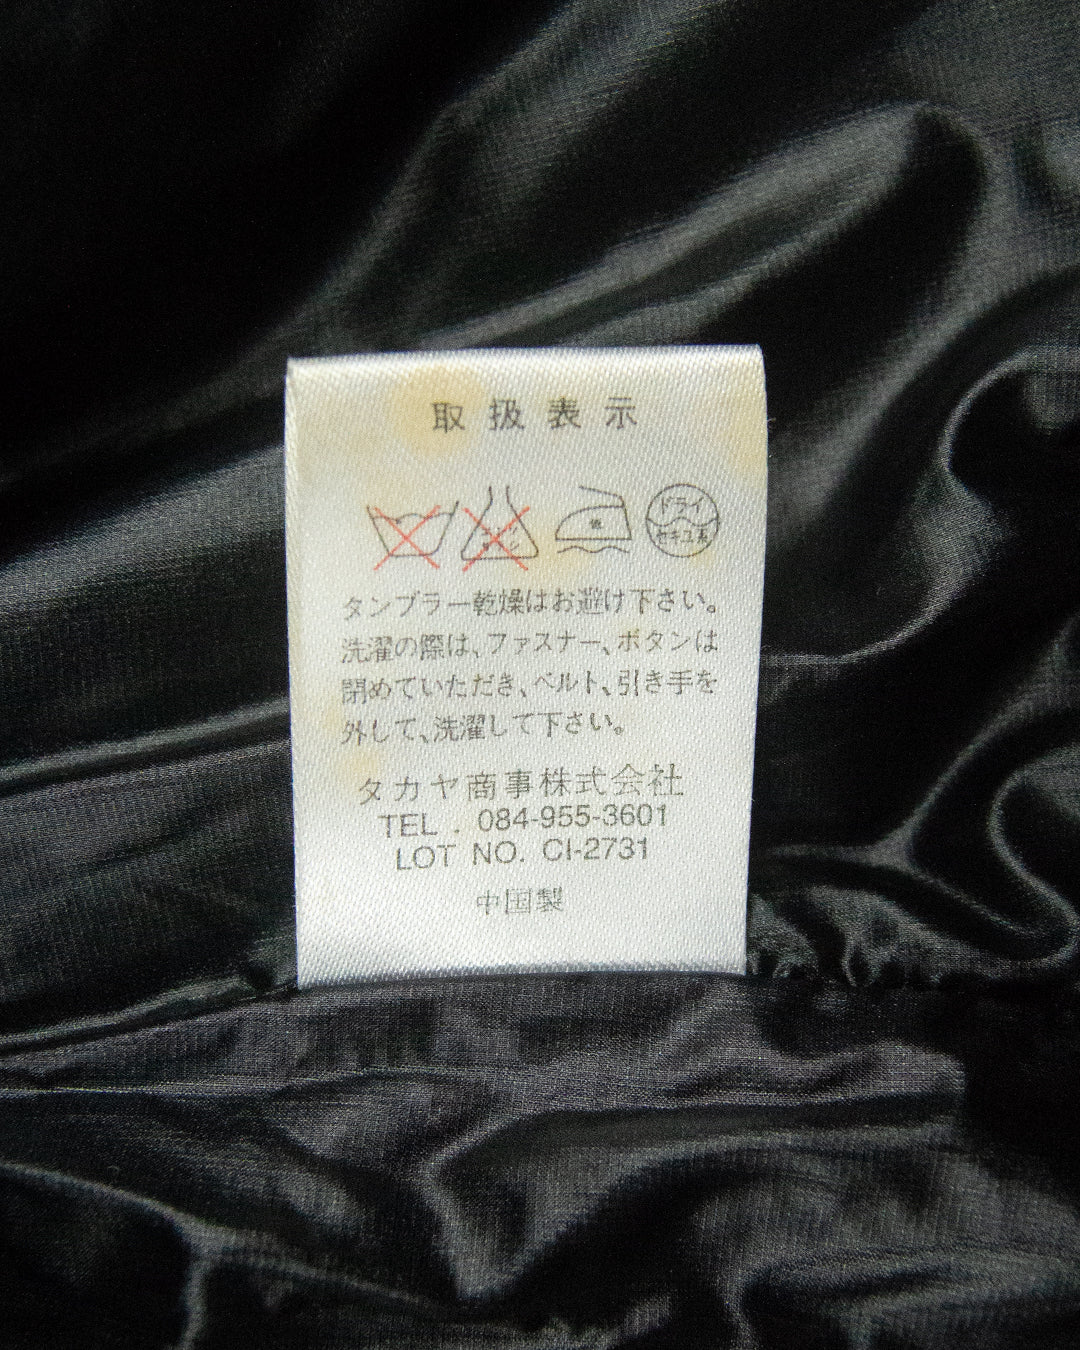 取扱表示
低
ドライ
セキユ系
タンブラー乾燥はお避け下さい。
洗濯の際は、ファスナー、ボタンは
閉めていただき、ベルト、引き手を
外して、洗濯して下さい。
タカヤ商事株式会社
TEL . 084-955-3601
LOT NO. CI-2731
中国製